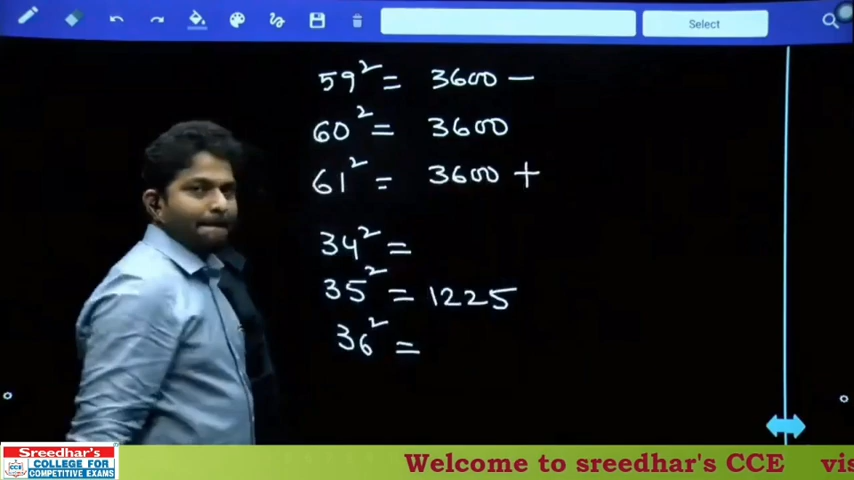 Select
59² = 3600 —
60² = 3600
61² = 3600 +
34² =
35² = 1225
36² =
Sreedhar's
CCE
COLLEGE FOR
COMPETITIVE EXAMS
Welcome to sreedhar's CCE vis